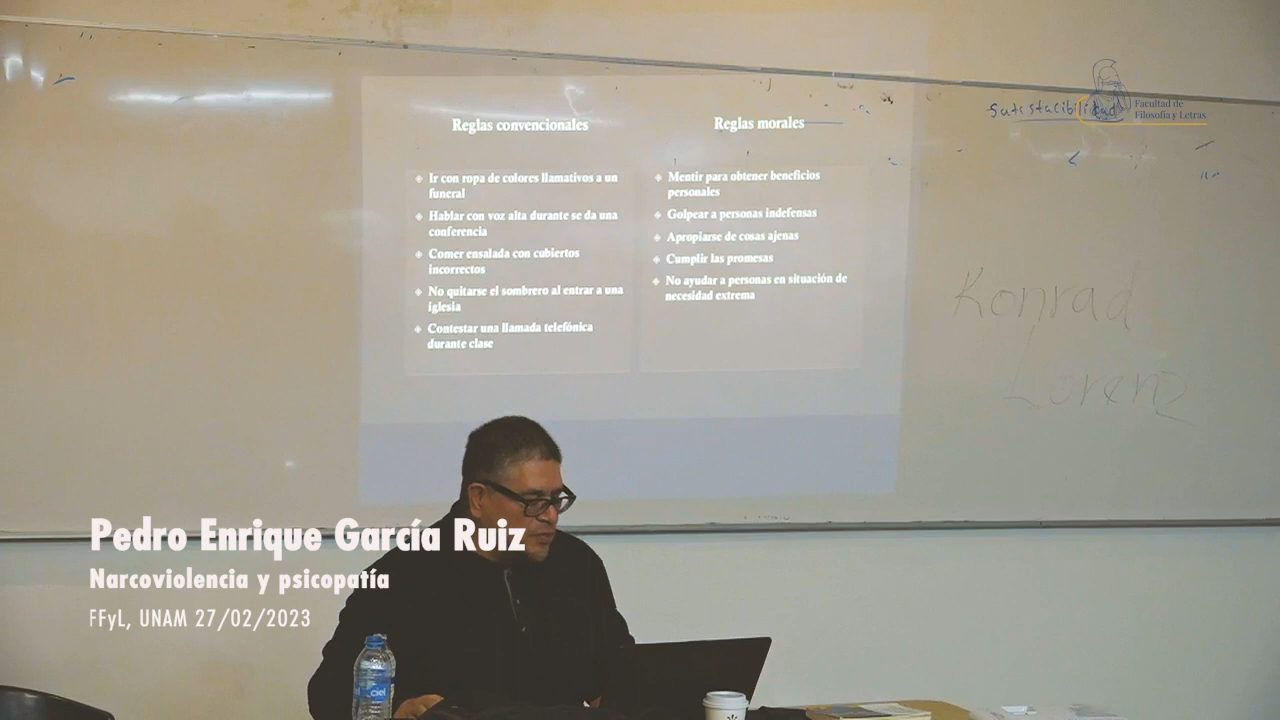 Reglas convencionales
Ir con ropa de colores llamativos a un
funeral
Hablar con voz alta durante se da una
conferencia
Comer ensalada con cubiertos
incorrectos
No quitarse el sombrero al entrar a una
iglesia
Contestar una llamada telefónica
durante clase
Reglas morales
Mentir para obtener beneficios
personales
Golpear a personas indefensas
Apropiarse de cosas ajenas
Cumplir las promesas
No ayudar a personas en situación de
necesidad extrema
Facultad de
Filosofía y Letras
Konrad
Lorenz
Pedro Enrique García Ruiz
Narcoviolencia y psicopatía
FFyL, UNAM 27/02/2023
ciel